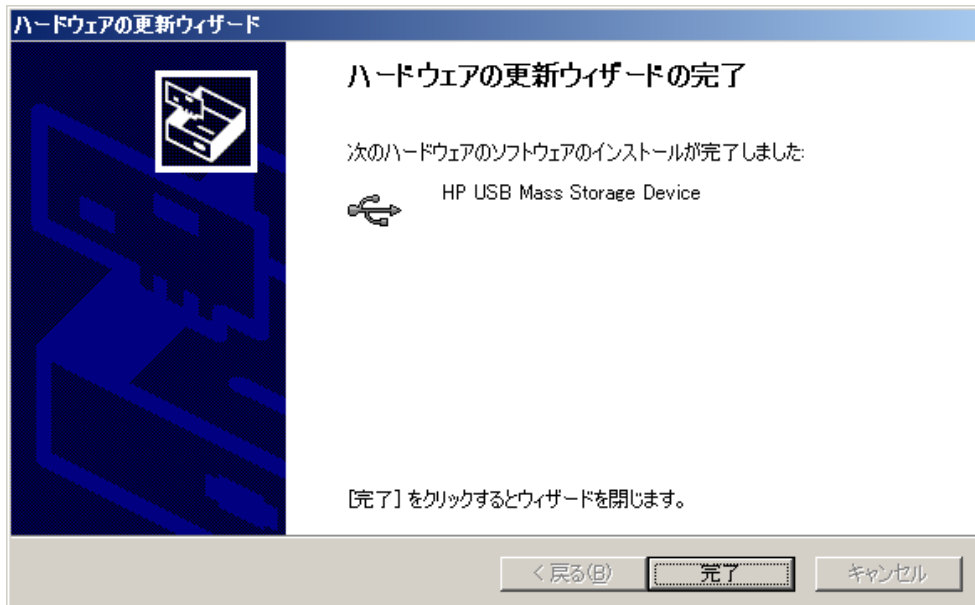 ハードウェアの更新ウィザード
ハードウェアの更新ウィザードの完了
次のハードウェアのソフトウェアのインストールが完了しました:
HP USB Mass Storage Device
[完了] をクリックするとウィザードを閉じます。
< 戻る(B)
完了
キャンセル